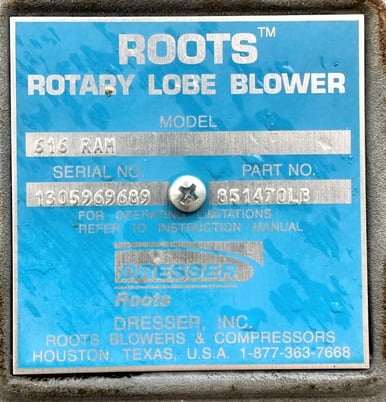 ROOTS™
ROTARY LOBE BLOWER
MODEL
616 RAM
SERIAL NO. PART NO.
1305969689 851470LB
FOR OPERATING LIMITATIONS
REFER TO INSTRUCTION MANUAL
DRESSER
Roots
DRESSER, INC.
ROOTS BLOWERS & COMPRESSORS
HOUSTON, TEXAS, U.S.A. 1-877-363-7668